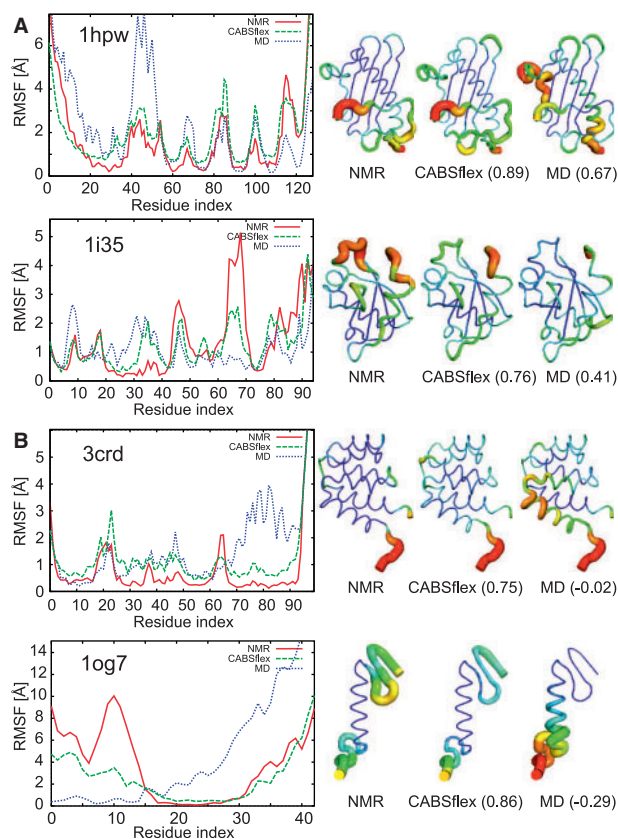 A
1hpw
NMR
CABSflex
MD
RMSF [Å]
6
4
2
0
0 20 40 60 80 100 120
Residue index
NMR CABSflex (0.89) MD (0.67)
1i35
NMR
CABSflex
MD
RMSF [Å]
5
4
3
2
1
0
0 10 20 30 40 50 60 70 80 90
Residue index
NMR CABSflex (0.76) MD (0.41)
B
3crd
NMR
CABSflex
MD
RMSF [Å]
5
4
3
2
1
0
0 10 20 30 40 50 60 70 80 90
Residue index
NMR CABSflex (0.75) MD (-0.02)
1og7
NMR
CABSflex
MD
RMSF [Å]
14
12
10
8
6
4
2
0
0 10 20 30 40
Residue index
NMR CABSflex (0.86) MD (-0.29)